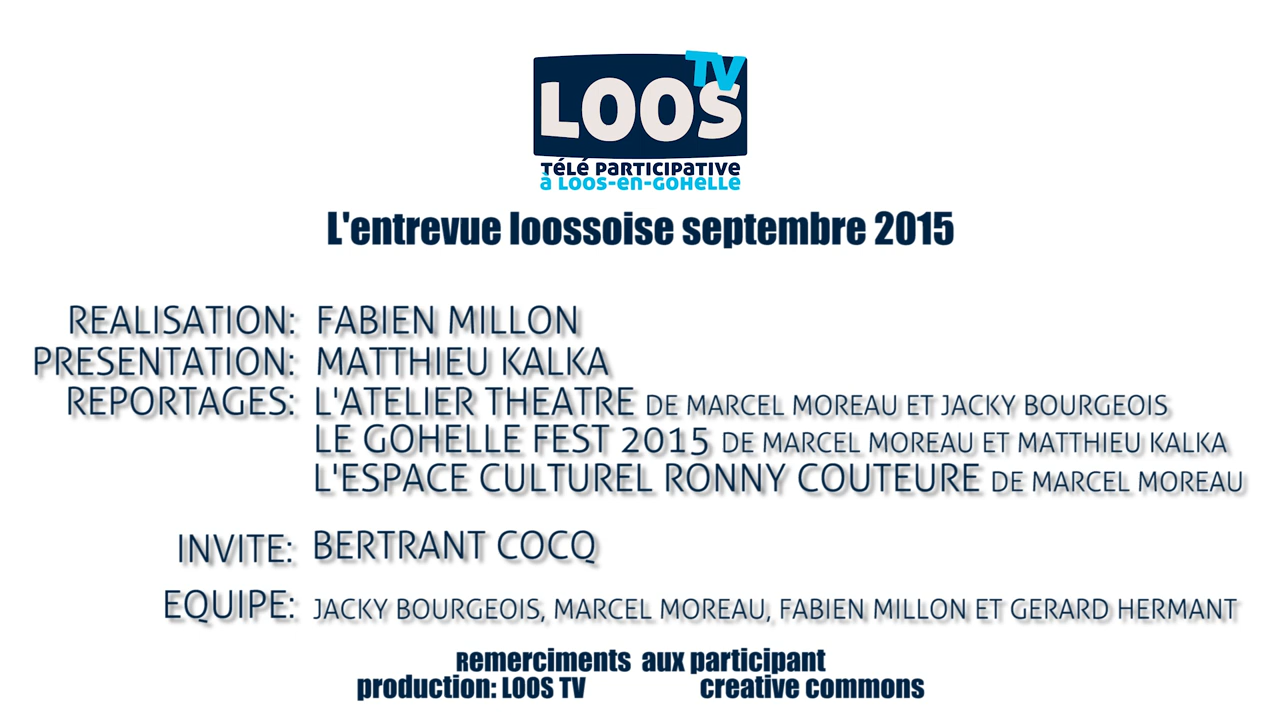 LOOS TV
TÉLÉ PARTICIPATIVE
à LOOS-en-GOHELLE
L'entrevue loossoise septembre 2015
REALISATION: FABIEN MILLON
PRESENTATION: MATTHIEU KALKA
REPORTAGES: L'ATELIER THEATRE DE MARCEL MOREAU ET JACKY BOURGEOIS
LE GOHELLE FEST 2015 DE MARCEL MOREAU ET MATTHIEU KALKA
L'ESPACE CULTUREL RONNY COUTEURE DE MARCEL MOREAU
INVITE: BERTRANT COCQ
EQUIPE: JACKY BOURGEOIS, MARCEL MOREAU, FABIEN MILLON ET GERARD HERMANT
Remerciments aux participant
production: LOOS TV creative commons